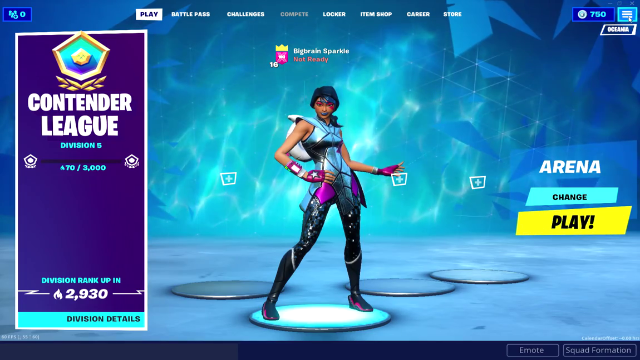 0
PLAY
BATTLE PASS
CHALLENGES
COMPETE
LOCKER
ITEM SHOP
CAREER
STORE
750
OCEANIA
CONTENDER
LEAGUE
DIVISION 5
470 / 3,000
DIVISION RANK UP IN
2,930
DIVISION DETAILS
16
Bigbrain Sparkle
Not Ready
ARENA
CHANGE
PLAY!
Emote
Squad Formation